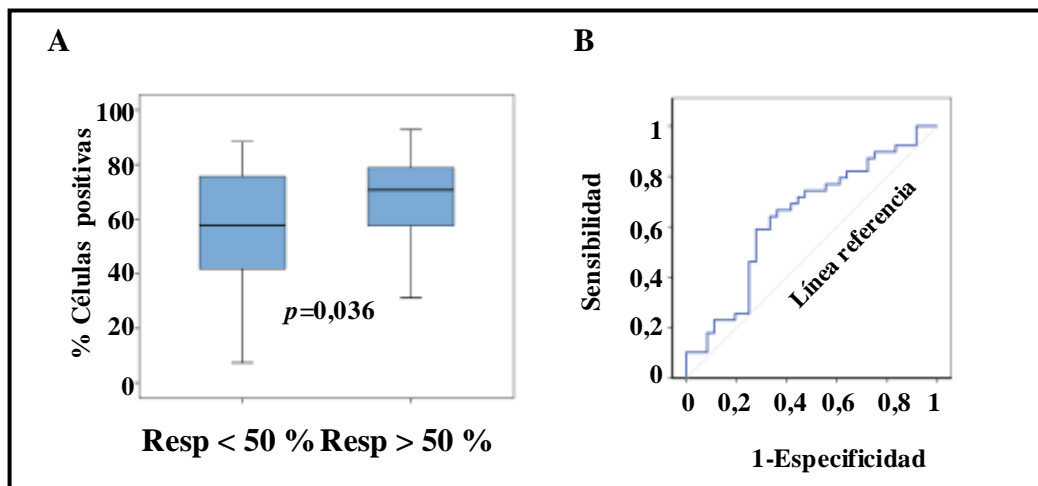 A
% Células positivas
100
80
60
40
20
0
p=0,036
Resp < 50 % Resp > 50 %
B
Sensibilidad
1
0,8
0,6
0,4
0,2
0
Línea referencia
0 0,2 0,4 0,6 0,8 1
1-Especificidad